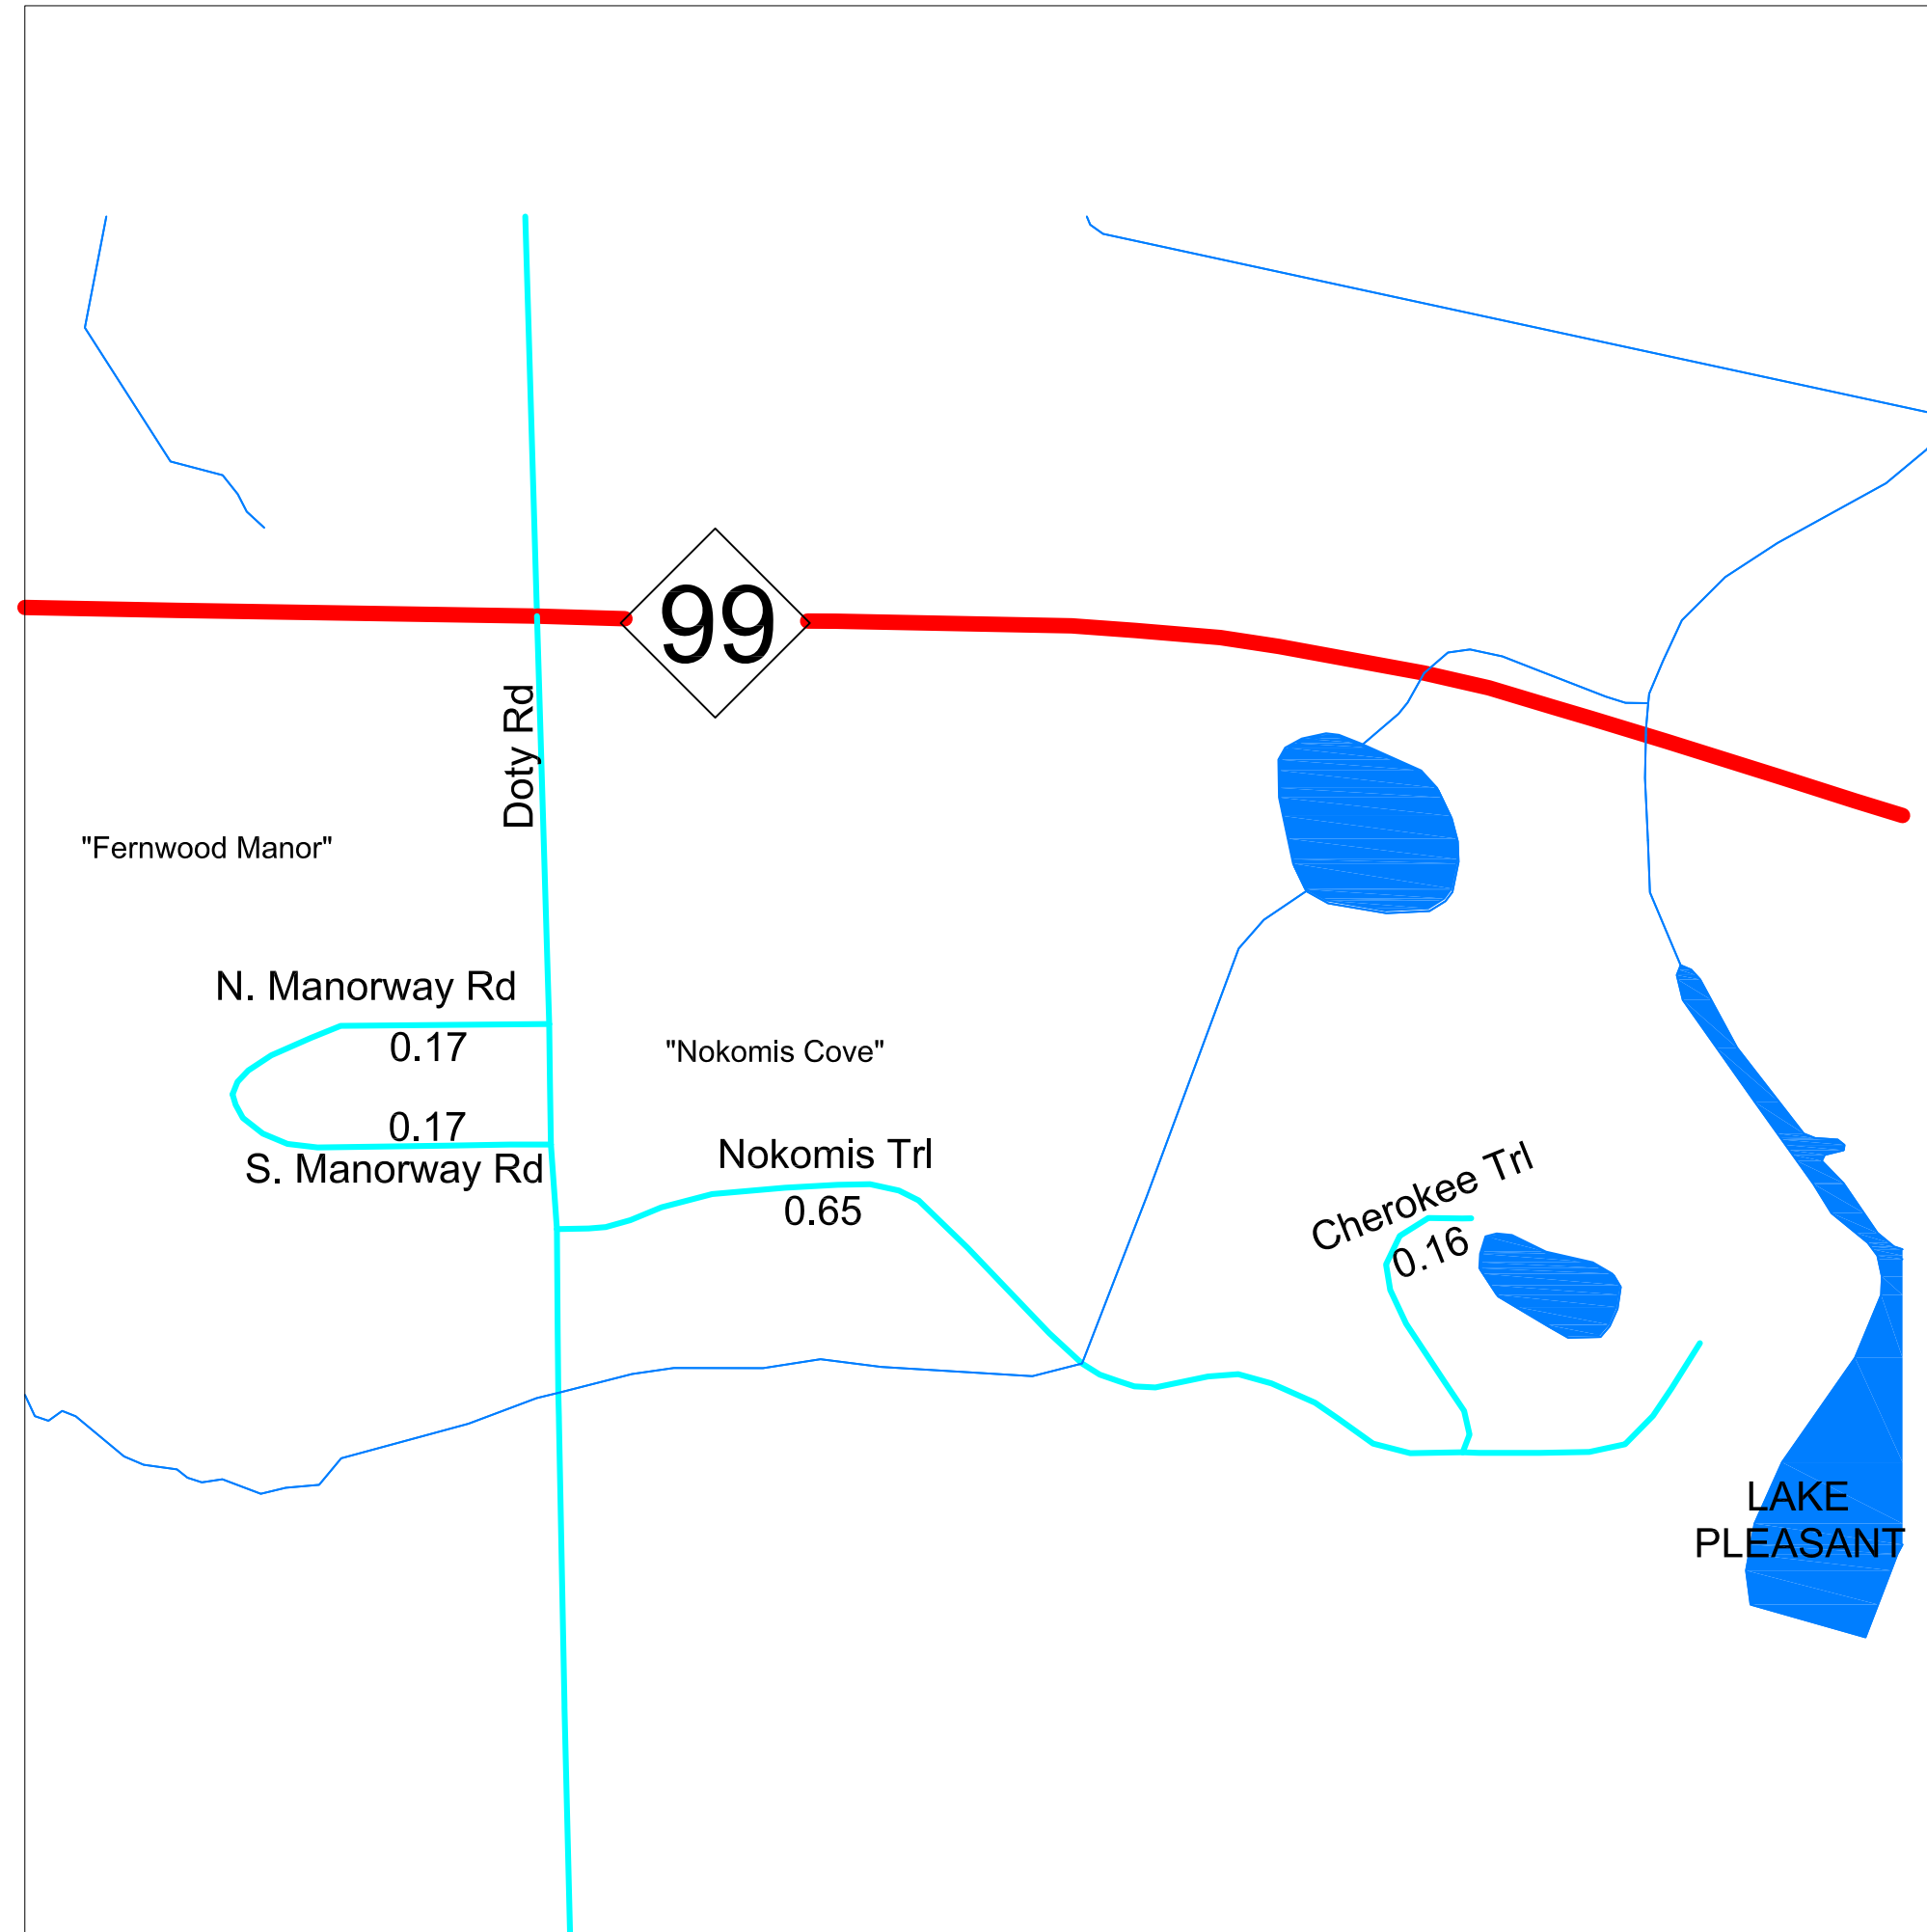 99
Doty Rd
"Fernwood Manor"
N. Manorway Rd
0.17
"Nokomis Cove"
0.17
S. Manorway Rd
Nokomis Trl
0.65
Cherokee Trl
0.16
LAKE
PLEASANT